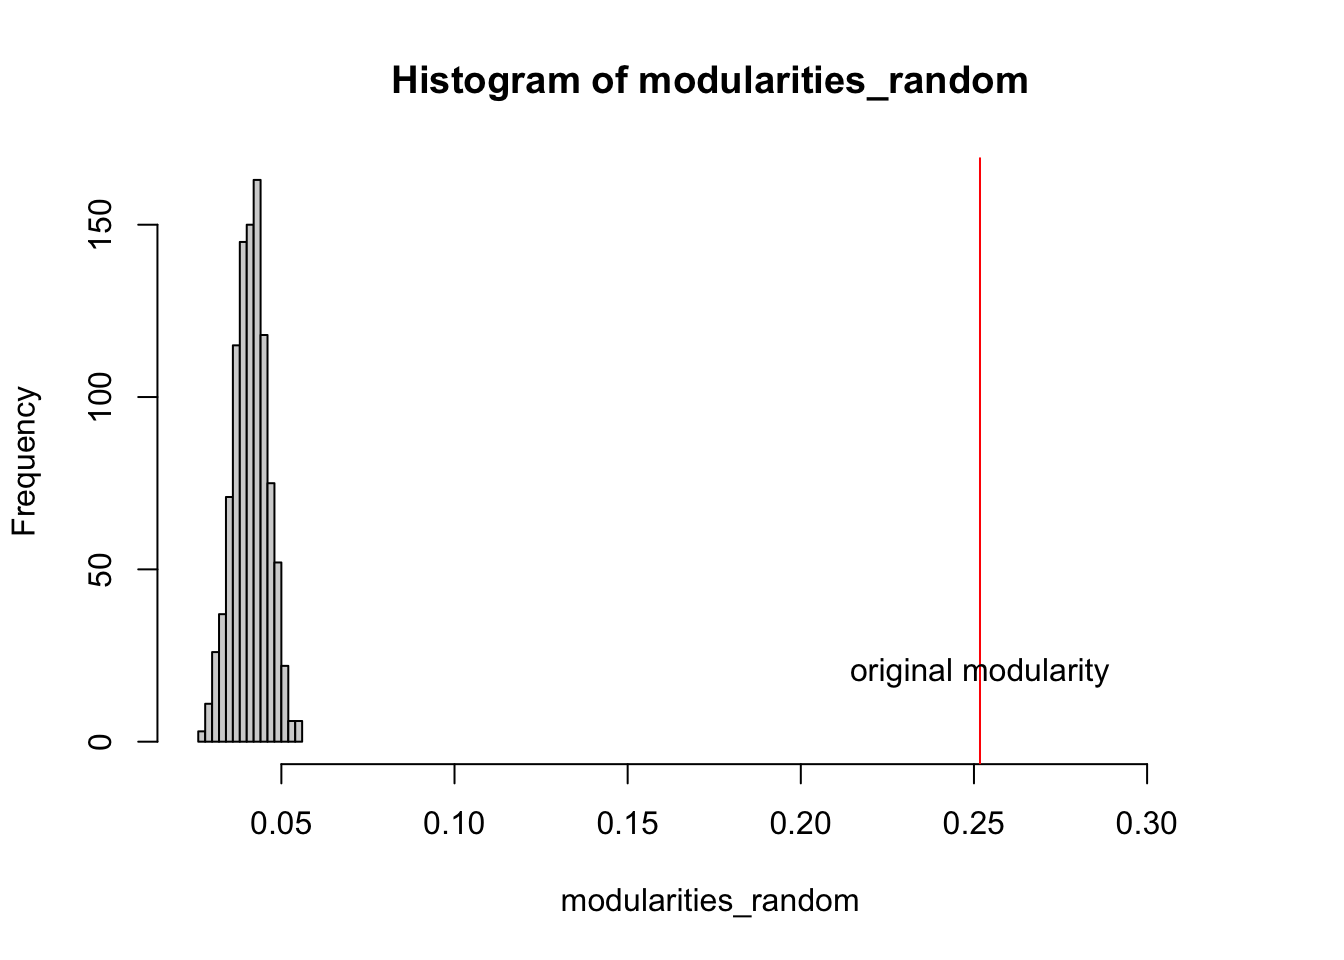 Histogram of modularities_random
Frequency
150
100
50
0
original modularity
0.05 0.10 0.15 0.20 0.25 0.30
modularities_random